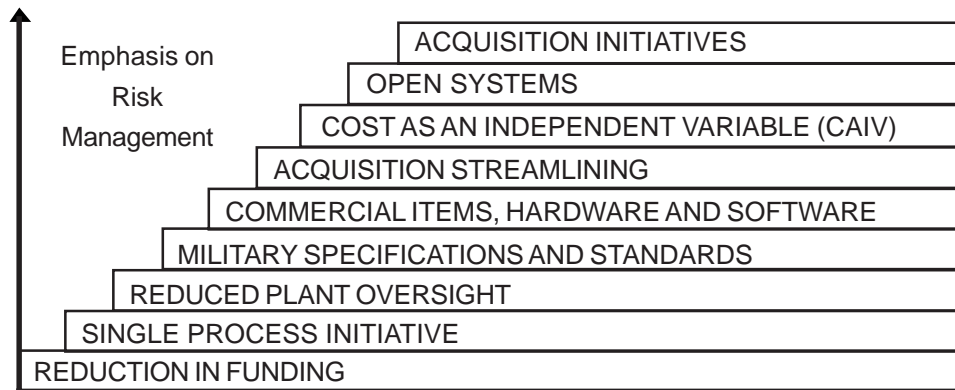 Emphasis on
Risk
Management
ACQUISITION INITIATIVES
OPEN SYSTEMS
COST AS AN INDEPENDENT VARIABLE (CAIV)
ACQUISITION STREAMLINING
COMMERCIAL ITEMS, HARDWARE AND SOFTWARE
MILITARY SPECIFICATIONS AND STANDARDS
REDUCED PLANT OVERSIGHT
SINGLE PROCESS INITIATIVE
REDUCTION IN FUNDING